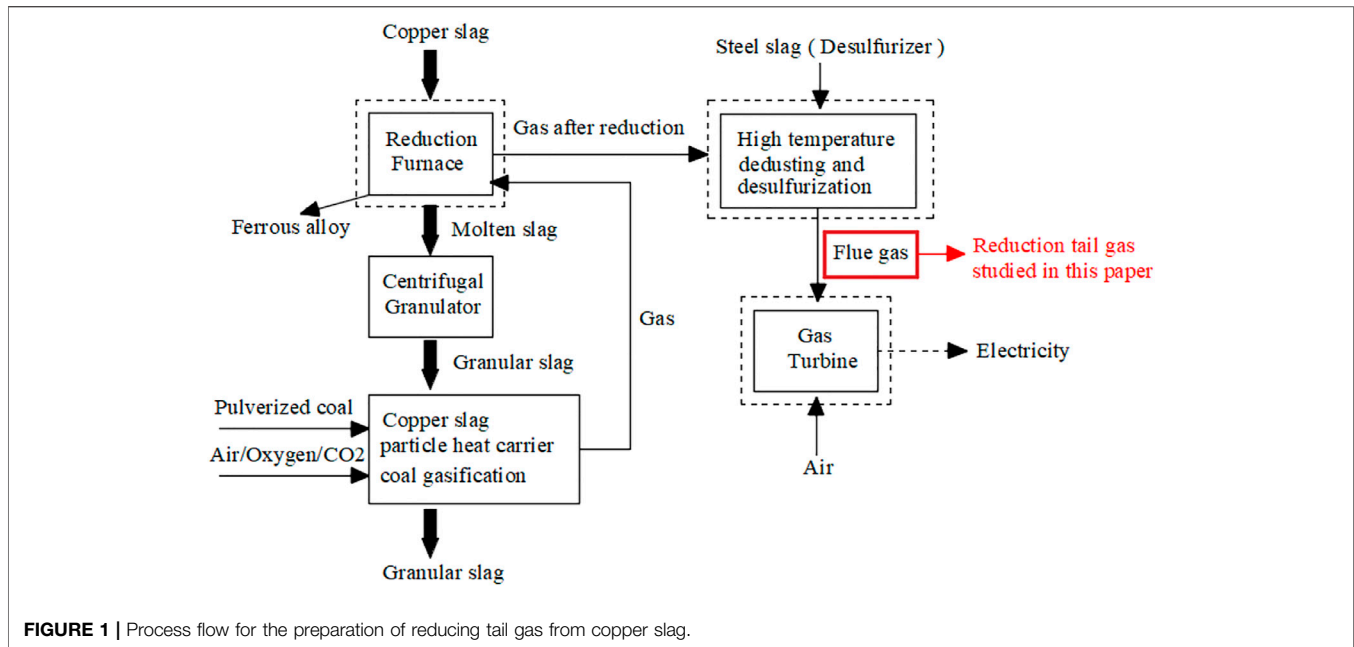 Copper slag
Steel slag ( Desulfurizer )
Reduction
Furnace
Gas after reduction
High temperature
dedusting and
desulfurization
Ferrous alloy
Molten slag
Flue gas
Reduction tail gas
studied in this paper
Centrifugal
Granulator
Gas
Gas
Turbine
Electricity
Granular slag
Pulverized coal
Air/Oxygen/CO2
Copper slag
particle heat carrier
coal gasification
Air
Granular slag
FIGURE 1 | Process flow for the preparation of reducing tail gas from copper slag.